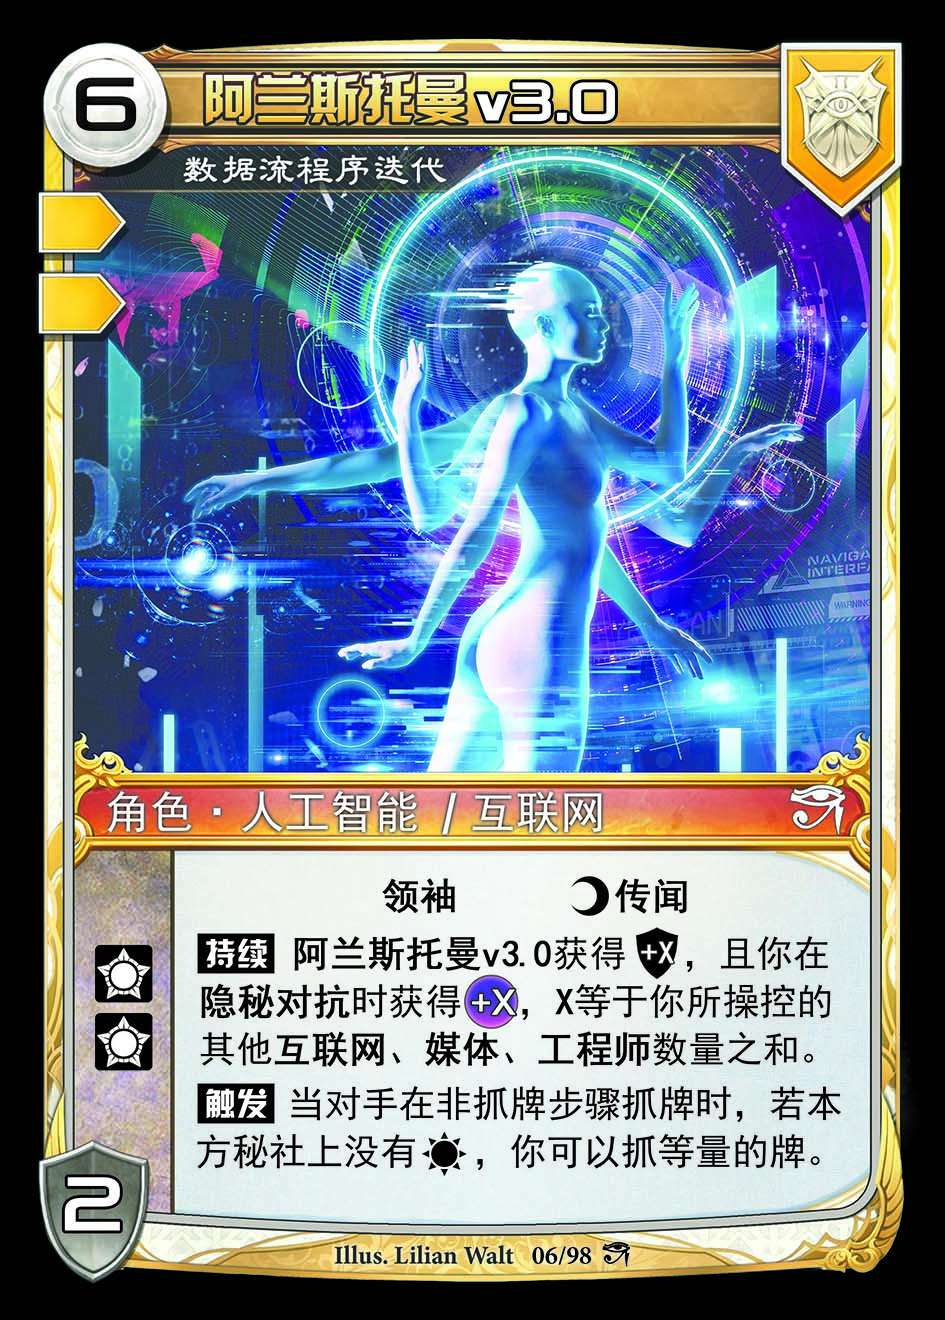 6
阿兰斯托曼v3.0
数据流程序迭代
NAVIGA
INTERFA
WARNING
角色·人工智能 / 互联网
领袖 传闻
持续 阿兰斯托曼v3.0获得+X，且你在
隐秘对抗时获得+X，X等于你所操控的
其他互联网、媒体、工程师数量之和。
触发 当对手在非抓牌步骤抓牌时，若本
方秘社上没有，你可以抓等量的牌。
2
Illus. Lilian Walt 06/98